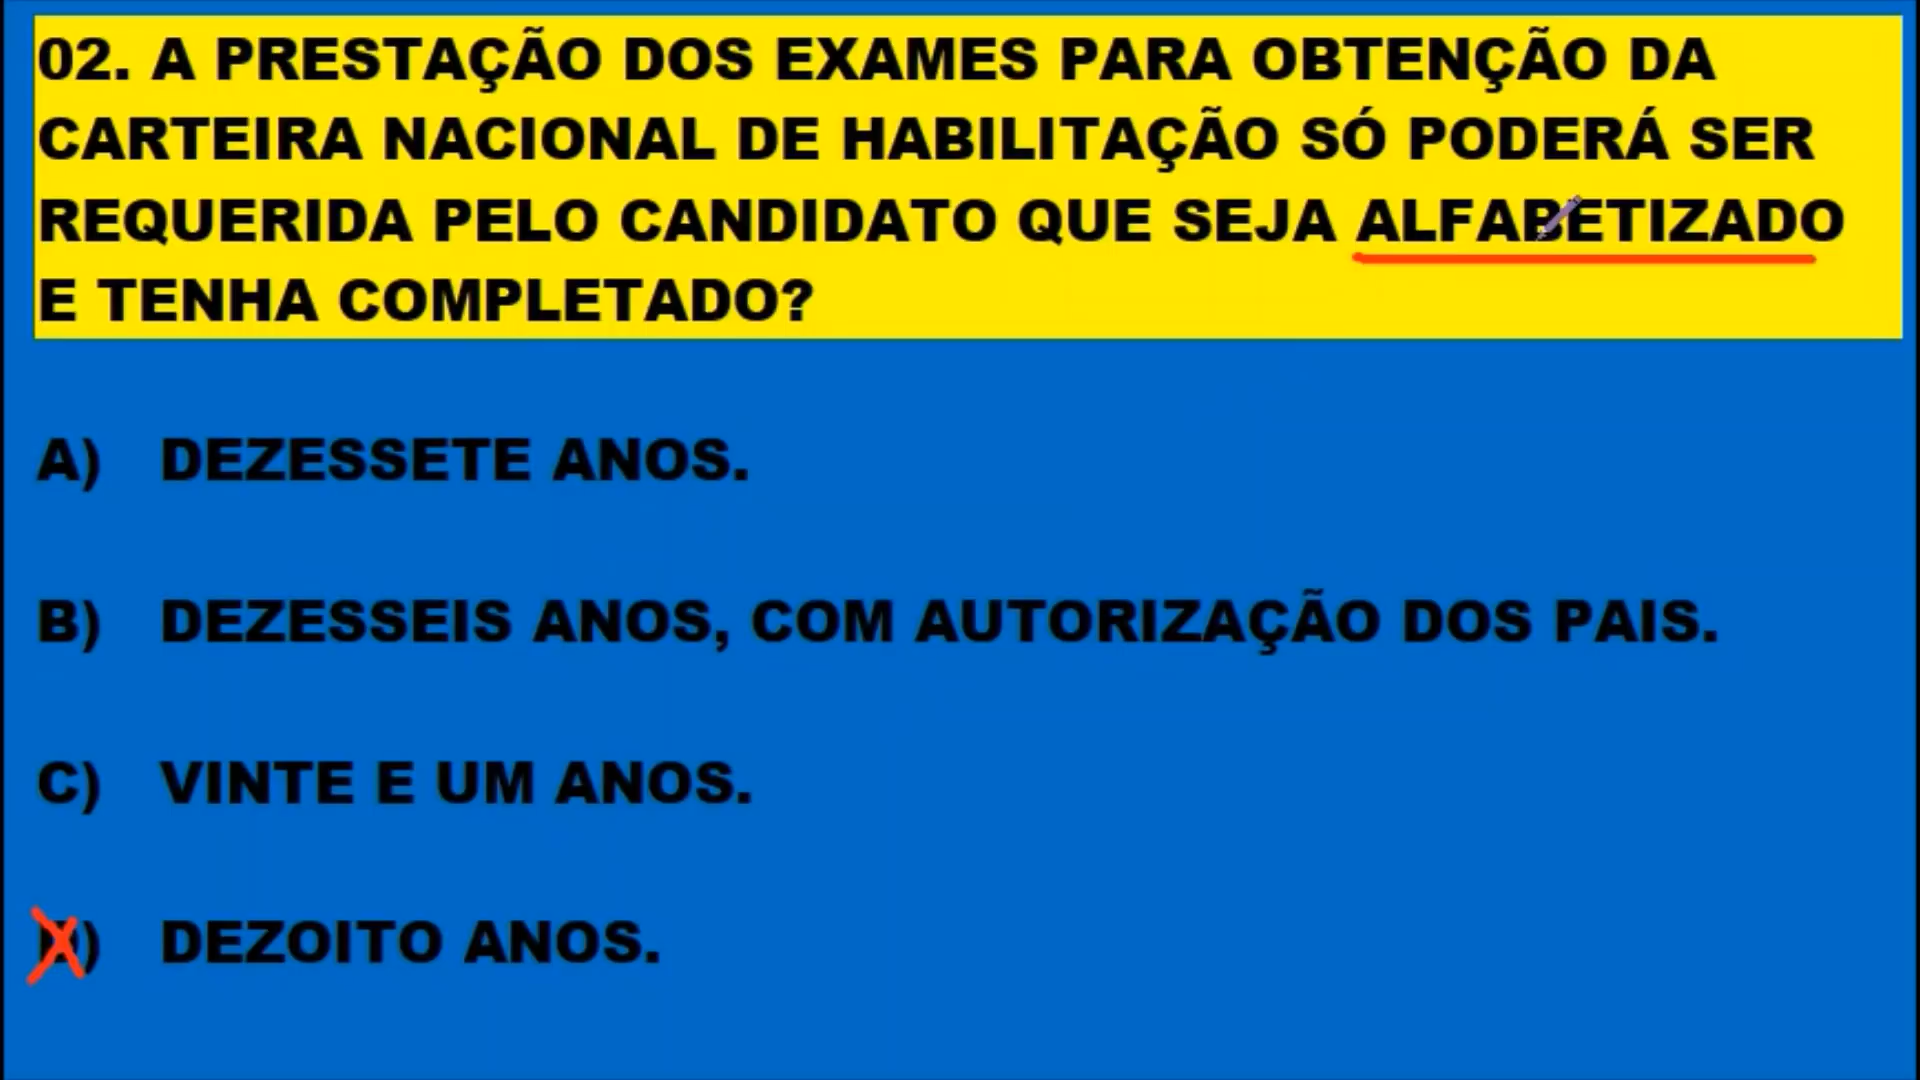 02. A PRESTAÇÃO DOS EXAMES PARA OBTENÇÃO DA
CARTEIRA NACIONAL DE HABILITAÇÃO SÓ PODERÁ SER
REQUERIDA PELO CANDIDATO QUE SEJA ALFABETIZADO
E TENHA COMPLETADO?
A) DEZESSETE ANOS.
B) DEZESSEIS ANOS, COM AUTORIZAÇÃO DOS PAIS.
C) VINTE E UM ANOS.
D) DEZOITO ANOS.